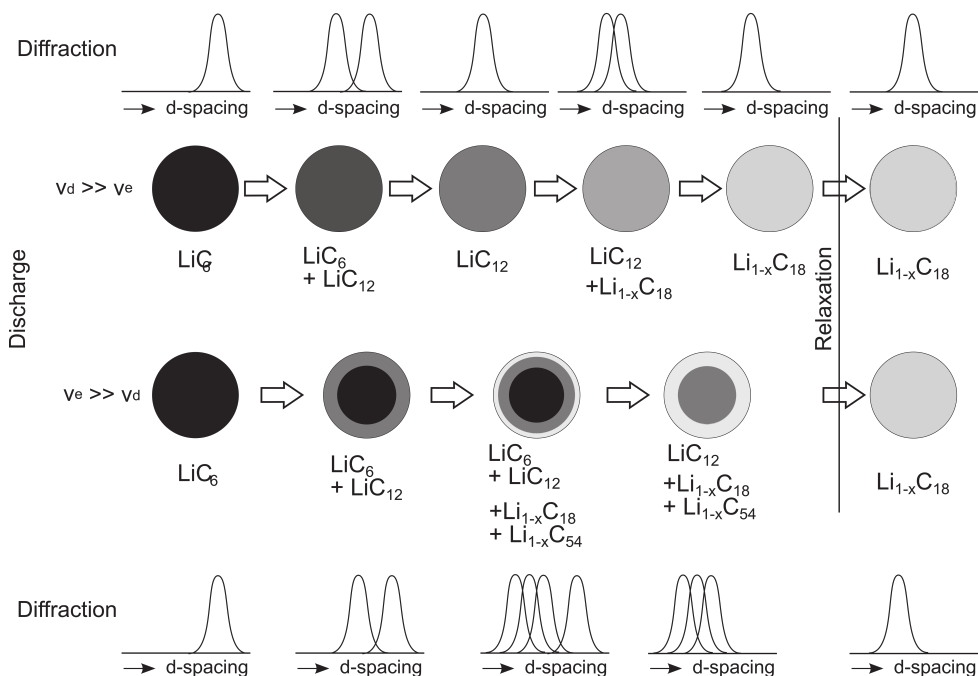 Diffraction
d-spacing d-spacing d-spacing d-spacing d-spacing d-spacing
vd >> ve
LiC6 LiC6 LiC12 LiC12 Li1-xC18 Li1-xC18
+ LiC12 +Li1-xC18
Discharge
Relaxation
ve >> vd
LiC6 LiC6 LiC6 LiC12 Li1-xC18
+ LiC12 + LiC12 +Li1-xC18
+Li1-xC18 + Li1-xC54
+ Li1-xC54
Diffraction
d-spacing d-spacing d-spacing d-spacing d-spacing